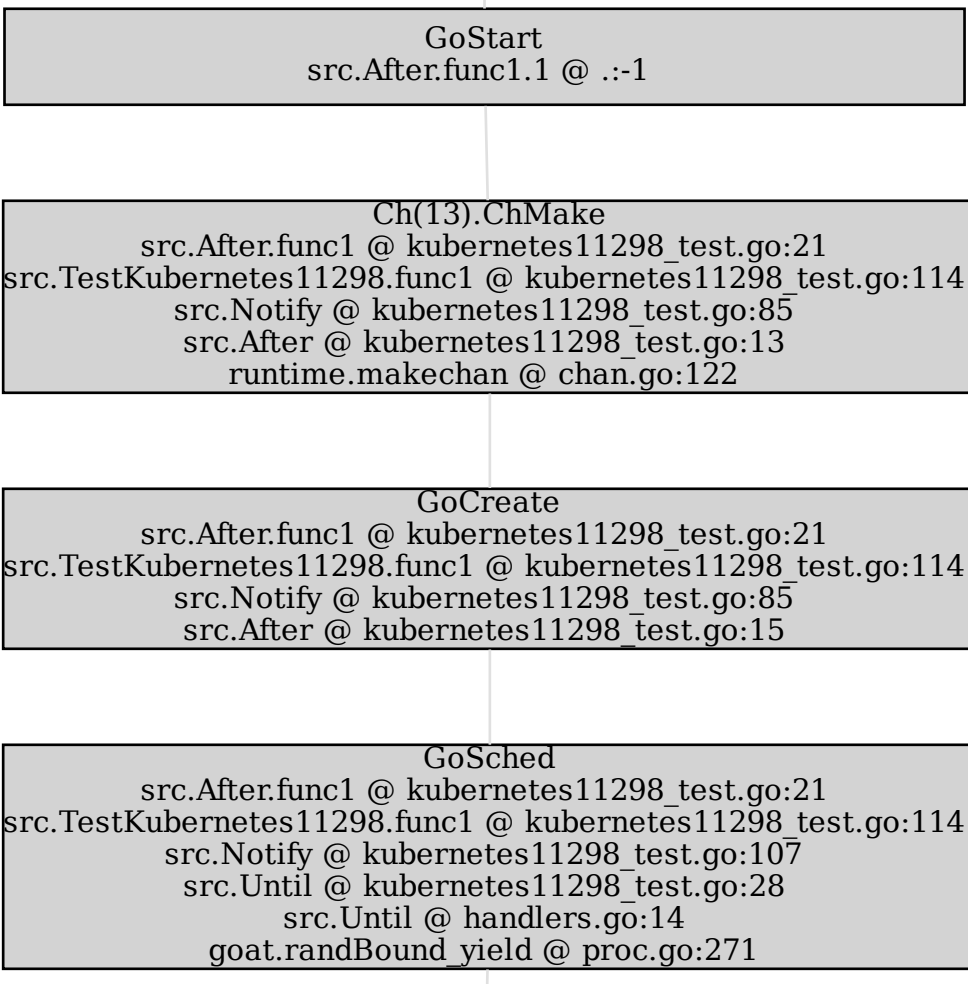 GoStart
src.After.func1.1 @ .:-1
Ch(13).ChMake
src.After.func1 @ kubernetes11298_test.go:21
src.TestKubernetes11298.func1 @ kubernetes11298_test.go:114
src.Notify @ kubernetes11298_test.go:85
src.After @ kubernetes11298_test.go:13
runtime.makechan @ chan.go:122
GoCreate
src.After.func1 @ kubernetes11298_test.go:21
src.TestKubernetes11298.func1 @ kubernetes11298_test.go:114
src.Notify @ kubernetes11298_test.go:85
src.After @ kubernetes11298_test.go:15
GoSched
src.After.func1 @ kubernetes11298_test.go:21
src.TestKubernetes11298.func1 @ kubernetes11298_test.go:114
src.Notify @ kubernetes11298_test.go:107
src.Until @ kubernetes11298_test.go:28
src.Until @ handlers.go:14
goat.randBound_yield @ proc.go:271